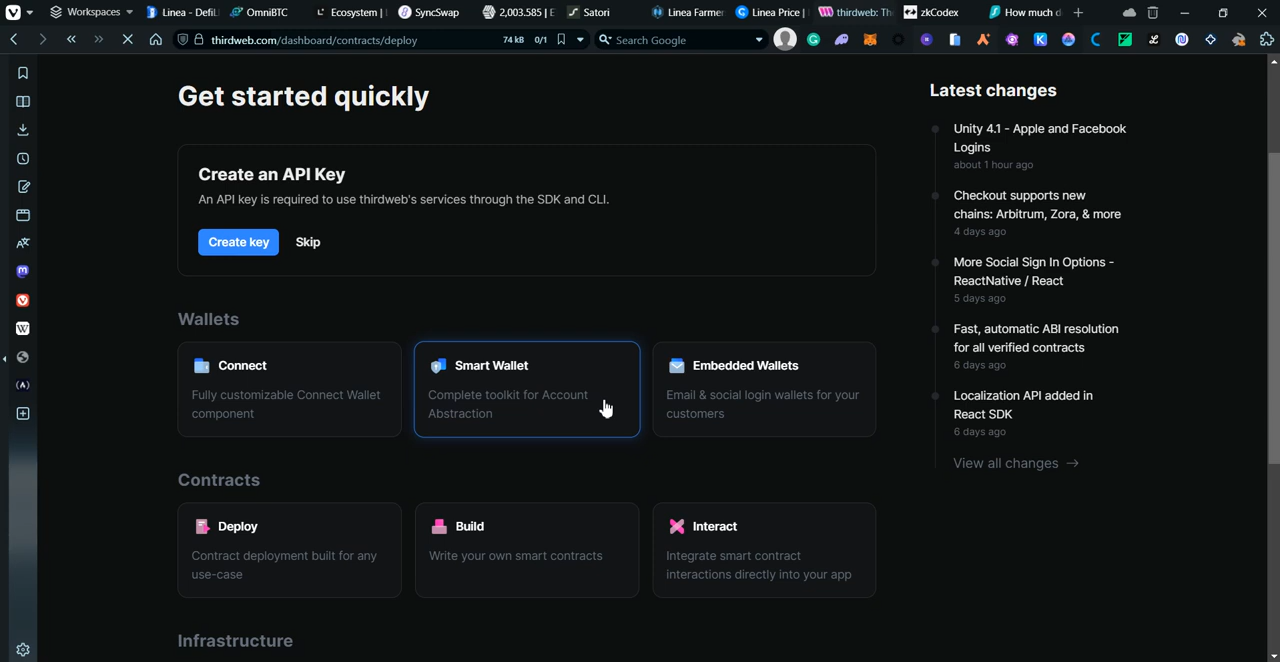 Workspaces
Linea - DefiL
OmniBTC
Ecosystem |
SyncSwap
2,003.585 | E
Satori
Linea Farmer
Linea Price |
thirdweb: The
zkCodex
How much d
thirdweb.com/dashboard/contracts/deploy
74 kB
0/1
Search Google
Get started quickly
Create an API Key
An API key is required to use thirdweb's services through the SDK and CLI.
Create key
Skip
Wallets
Connect
Fully customizable Connect Wallet
component
Smart Wallet
Complete toolkit for Account
Abstraction
Embedded Wallets
Email & social login wallets for your
customers
Contracts
Deploy
Contract deployment built for any
use-case
Build
Write your own smart contracts
Interact
Integrate smart contract
interactions directly into your app
Infrastructure
Latest changes
Unity 4.1 - Apple and Facebook
Logins
about 1 hour ago
Checkout supports new
chains: Arbitrum, Zora, & more
4 days ago
More Social Sign In Options -
ReactNative / React
5 days ago
Fast, automatic ABI resolution
for all verified contracts
6 days ago
Localization API added in
React SDK
6 days ago
View all changes →